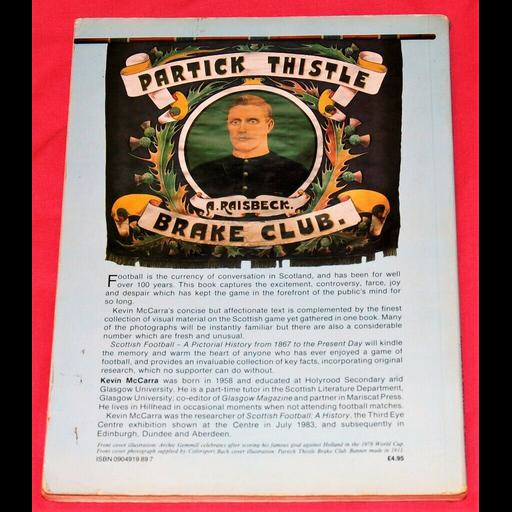 PARTICK THISTLE
A. RAISBECK.
BRAKE CLUB.
Football is the currency of conversation in Scotland, and has been for well
over 100 years. This book captures the excitement, controversy, farce, joy
and despair which has kept the game in the forefront of the public's mind for
so long.
Kevin McCarra's concise but affectionate text is complemented by the finest
collection of visual material on the Scottish game yet gathered in one book. Many
of the photographs will be instantly familiar but there are also a considerable
number which are fresh and unusual.
Scottish Football – A Pictorial History from 1867 to the Present Day will kindle
the memory and warm the heart of anyone who has ever enjoyed a game of
football, and provides an invaluable collection of key facts, incorporating original
research, which no supporter can do without.
Kevin McCarra was born in 1958 and educated at Holyrood Secondary and
Glasgow University. He is a part-time tutor in the Scottish Literature Department,
Glasgow University; co-editor of Glasgow Magazine and partner in Mariscat Press.
He lives in Hillhead in occasional moments when not attending football matches.
Kevin McCarra was the researcher of Scottish Football: A History, the Third Eye
Centre exhibition shown at the Centre in July 1983, and subsequently in
Edinburgh, Dundee and Aberdeen.
Front cover illustration: Archie Gemmill celebrates after scoring his famous goal against Holland in the 1978 World Cup.
Front cover photograph supplied by Colorsport. Back cover illustration: Partick Thistle Brake Club Banner made in 1911.
ISBN 0904919 89 7
£4.95